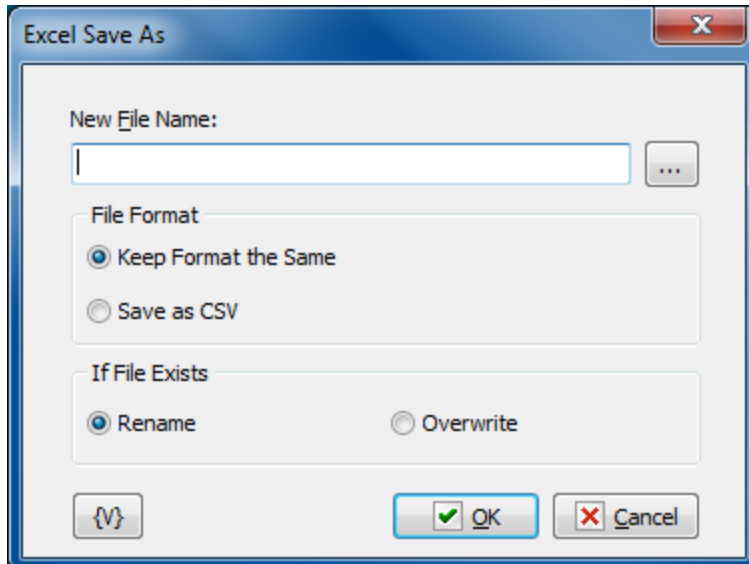 Excel Save As
New File Name:
...
File Format
Keep Format the Same
Save as CSV
If File Exists
Rename Overwrite
{V} OK Cancel